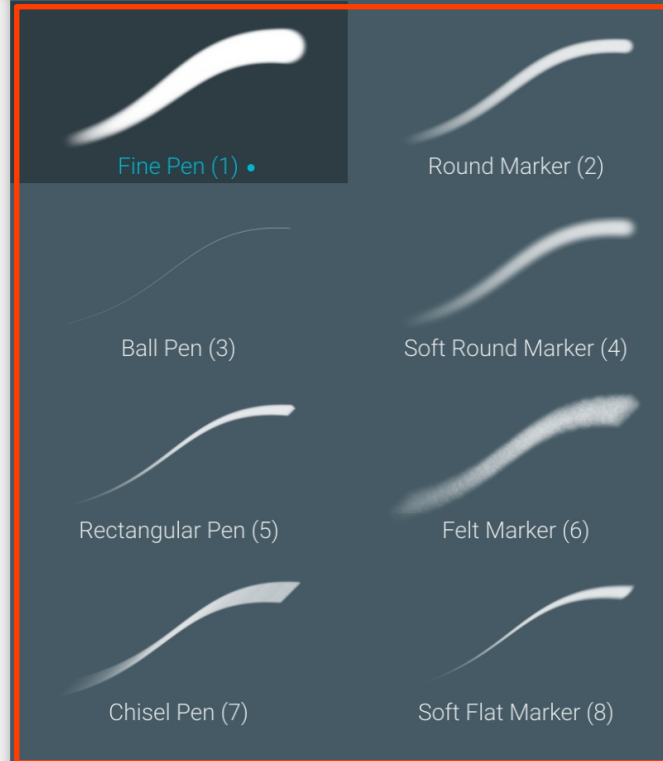 Fine Pen (1) •
Round Marker (2)
Ball Pen (3)
Soft Round Marker (4)
Rectangular Pen (5)
Felt Marker (6)
Chisel Pen (7)
Soft Flat Marker (8)